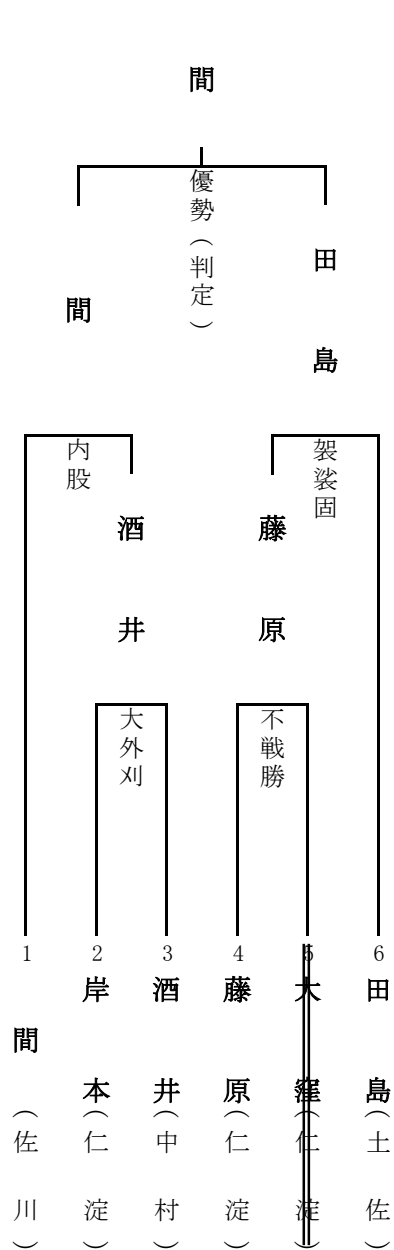 間
優勢（判定）
間
田島
内股
袈裟固
酒井
藤原
大外刈
不戦勝
1 2 3 4 5 6
間（佐川）
岸本（仁淀）
酒井（中村）
藤原（仁淀）
大窪（仁淀）
田島（土佐）